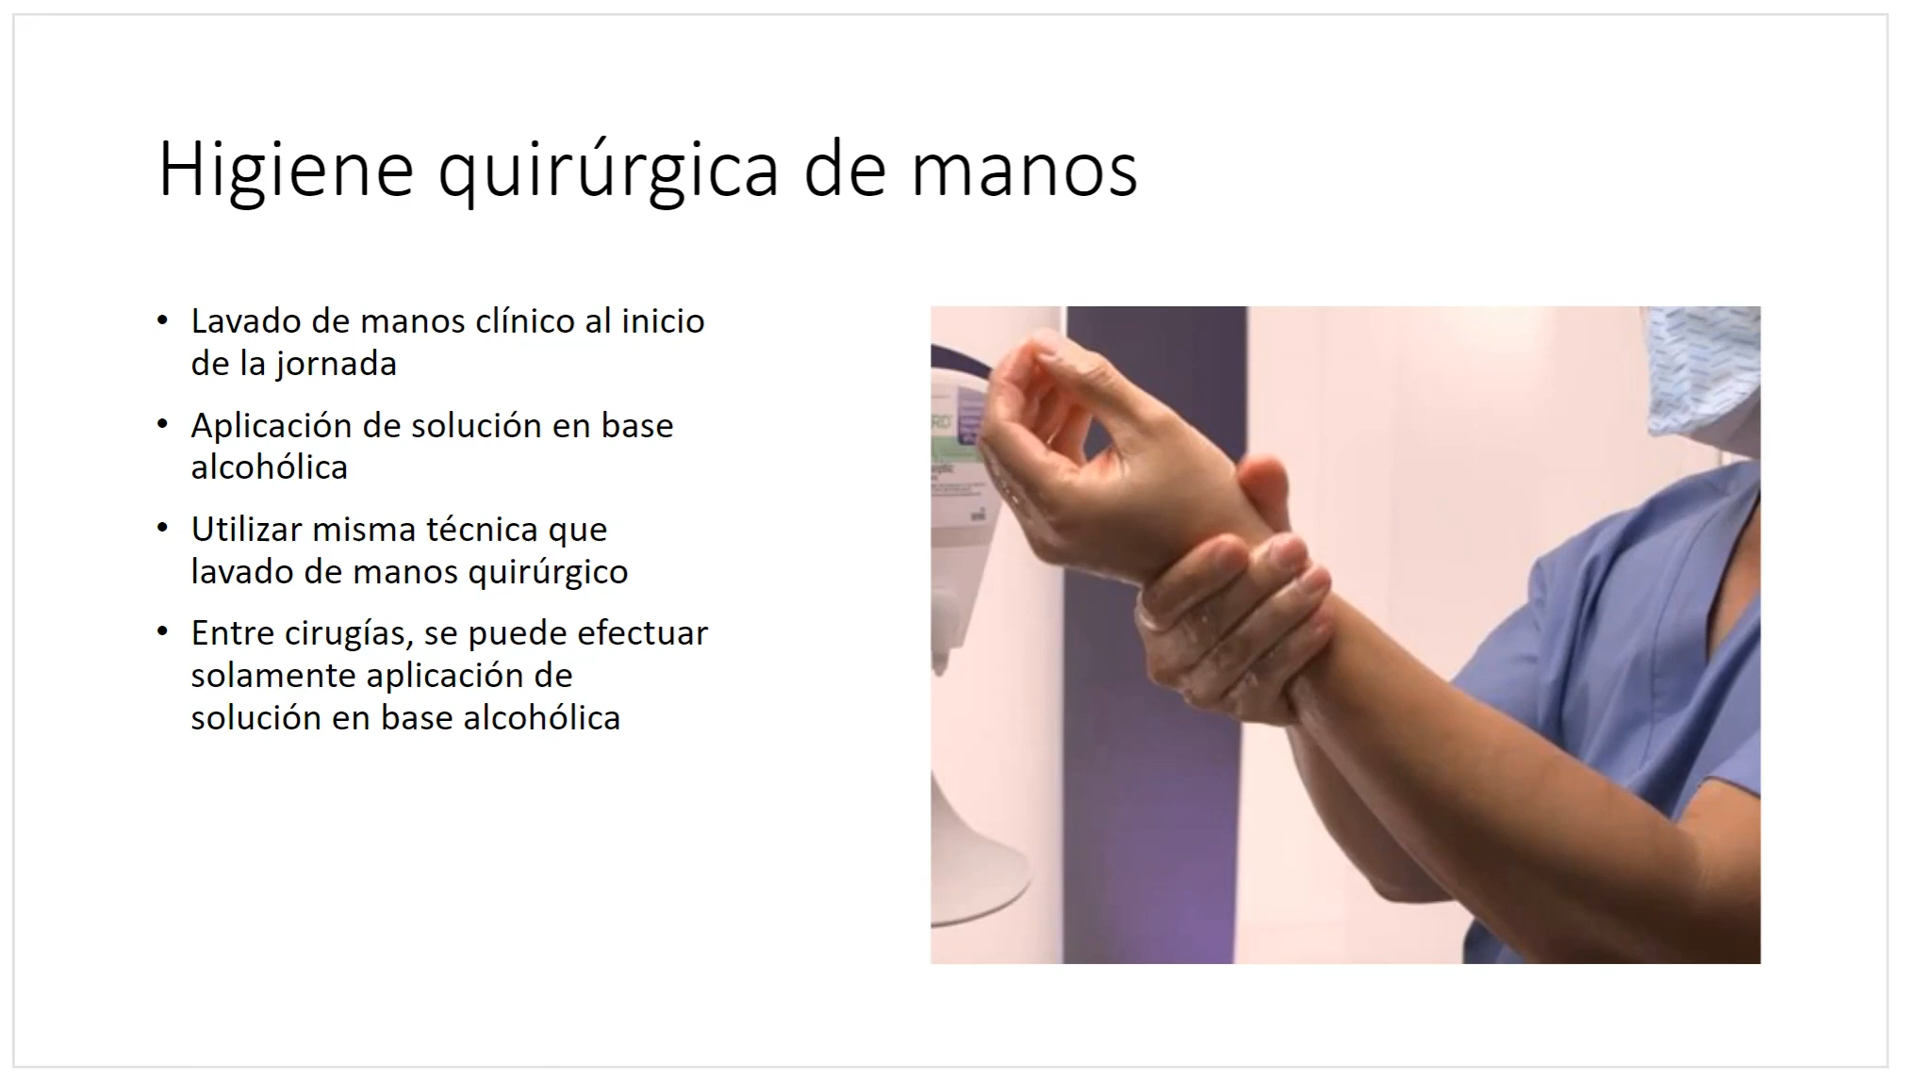 Higiene quirúrgica de manos
• Lavado de manos clínico al inicio
de la jornada
• Aplicación de solución en base
alcohólica
• Utilizar misma técnica que
lavado de manos quirúrgico
• Entre cirugías, se puede efectuar
solamente aplicación de
solución en base alcohólica